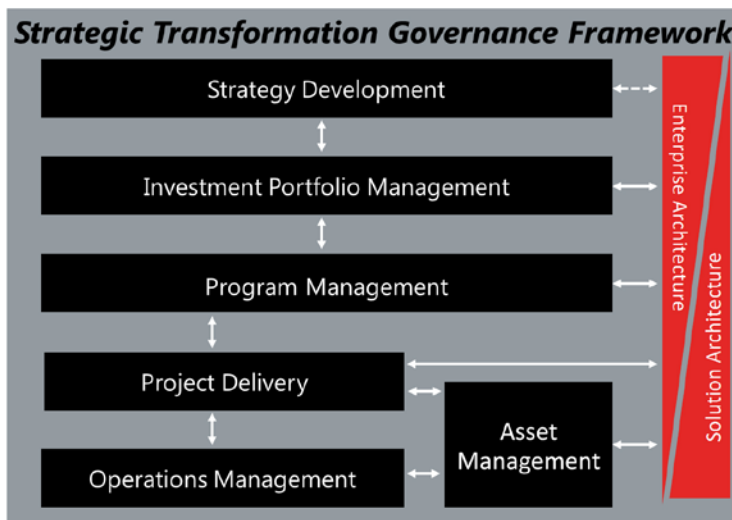 Strategic Transformation Governance Framework
Strategy Development
Investment Portfolio Management
Program Management
Project Delivery
Operations Management
Asset
Management
Enterprise Architecture
Solution Architecture